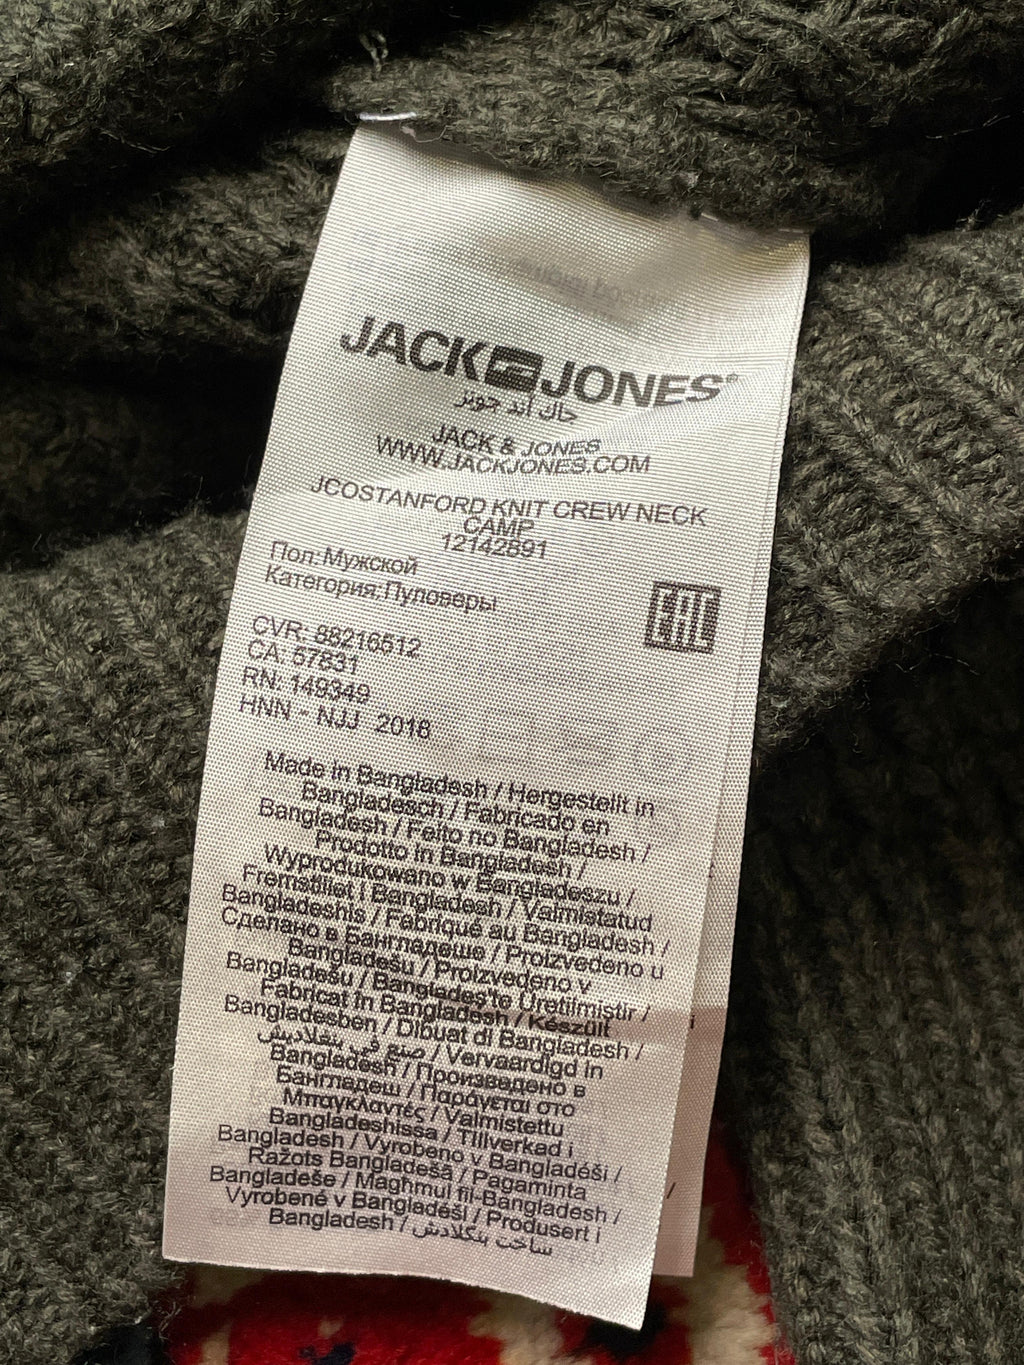 JACK JONES®
جاك أند جونز
JACK & JONES
WWW.JACKJONES.COM
JCOSTANFORD KNIT CREW NECK
CAMP
12142891
Пол:Мужской
Категория:Пуловеры
EAC
CVR: 88216512
CA: 57831
RN: 149349
HNN - NJJ 2018
Made in Bangladesh / Hergestellt in
Bangladesch / Fabricado en
Bangladesh / Feito no Bangladesh /
Prodotto in Bangladesh /
Wyprodukowano w Bangladeszu /
Fremstillet i Bangladesh / Valmistatud
Bangladeshis / Fabriqué au Bangladesh /
Сделано в Бангладеше / Proizvedeno u
Bangladešu / Proizvedeno v
Bangladešu / Bangladeş'te Üretilmistir /
Fabricat în Bangladesh / Készült
Bangladesben / Dibuat di Bangladesh /
صنع في بنغلاديش / Vervaardigd in
Bangladesh / Произведено в
Бангладеш / Παράγεται στο
Μπαγκλαντές / Valmistettu
Bangladeshissa / Tillverkad i
Bangladesh / Vyrobeno v Bangladéši /
Ražots Bangladešā / Pagaminta
Bangladeše / Maghmul fil-Bangladesh /
Vyrobené v Bangladéši / Produsert i
Bangladesh / ساخت بنگلادش